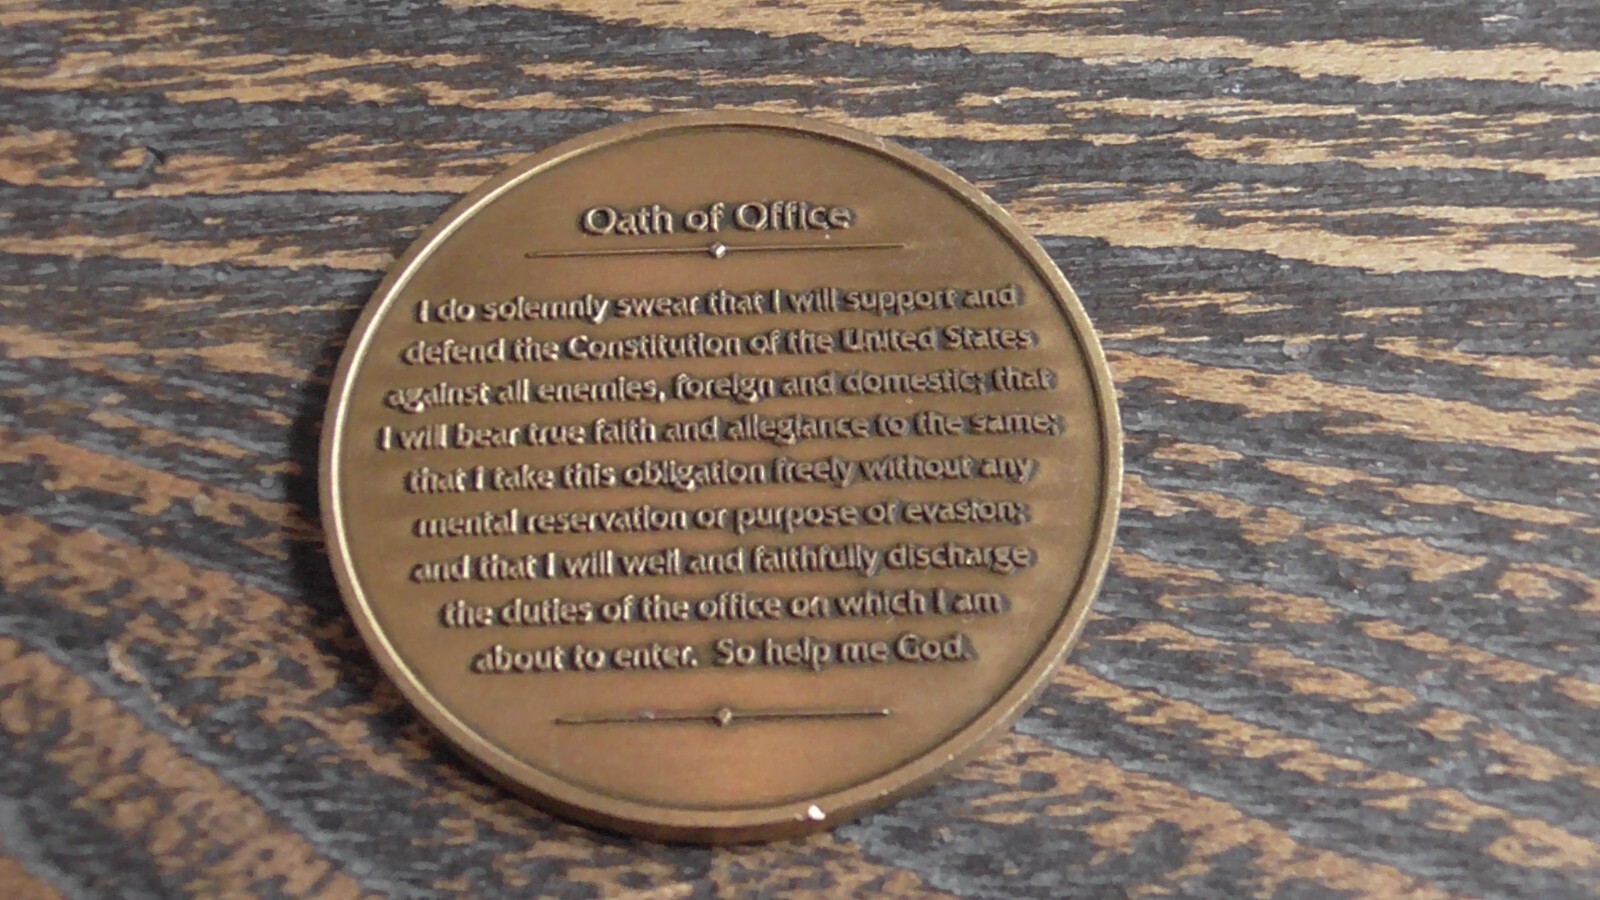 Oath of Office
I do solemnly swear that I will support and
defend the Constitution of the United States
against all enemies, foreign and domestic; that
I will bear true faith and allegiance to the same;
that I take this obligation freely without any
mental reservation or purpose of evasion;
and that I will well and faithfully discharge
the duties of the office on which I am
about to enter. So help me God.